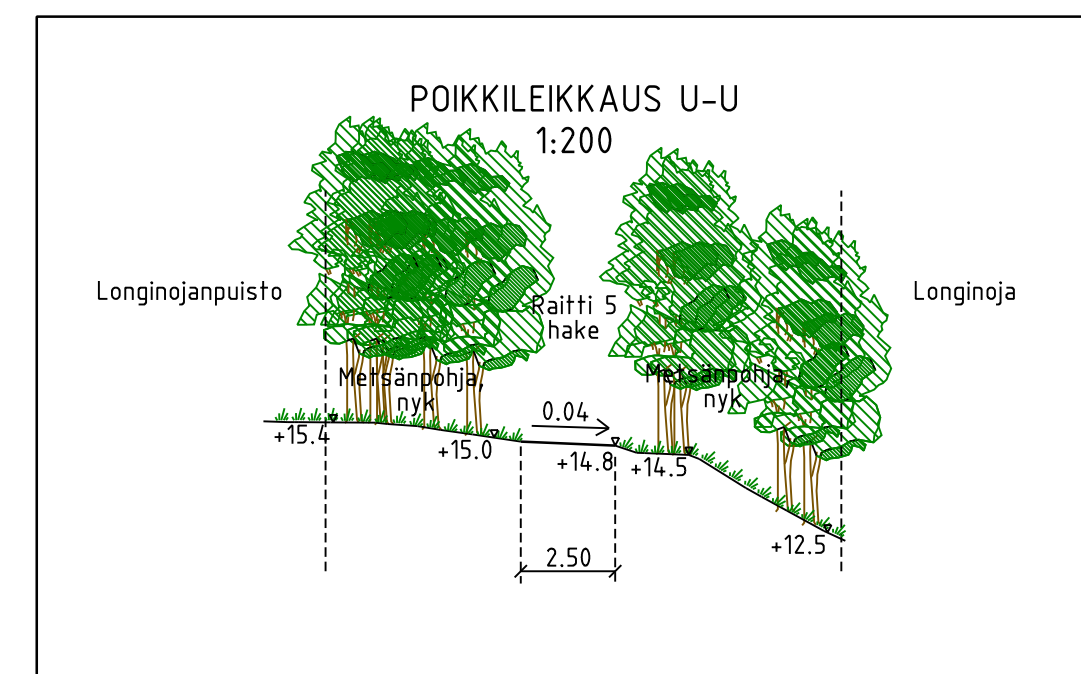 POIKKILEIKKAUS U-U
1:200
Longinojanpuisto
Raitti 5
hake
Longinoja
Metsänpohja,
nyk
Metsänpohja,
nyk
0.04
+15.4
+15.0
+14.8
+14.5
+12.5
2.50